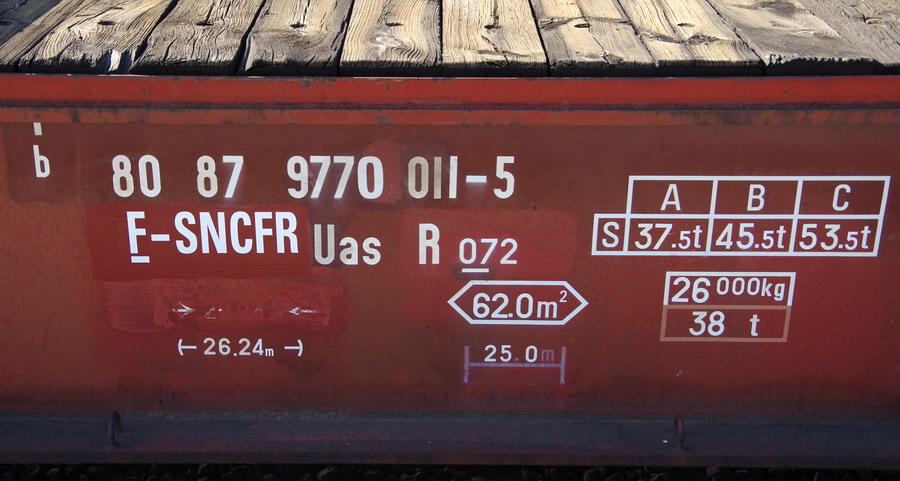 b
80 87 9770 011-5
F-SNCFR Uas R 072
62.0m²
26.24m
25.0m
A B C
S 37.5t 45.5t 53.5t
26 000kg
38 t